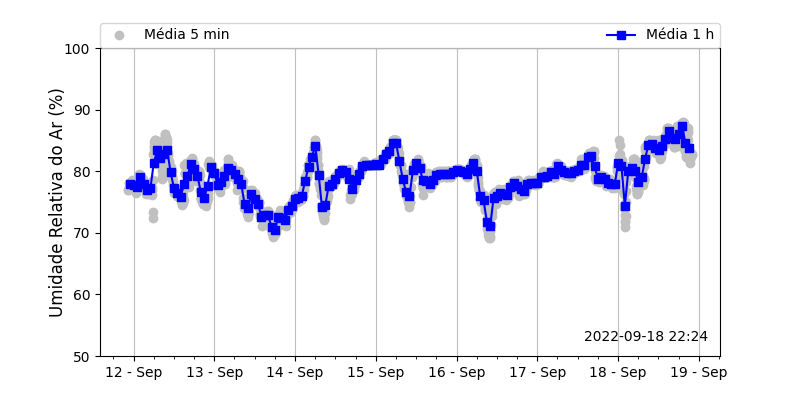 Média 5 min
Média 1 h
Umidade Relativa do Ar (%)
100
90
80
70
60
50
2022-09-18 22:24
12 - Sep
13 - Sep
14 - Sep
15 - Sep
16 - Sep
17 - Sep
18 - Sep
19 - Sep